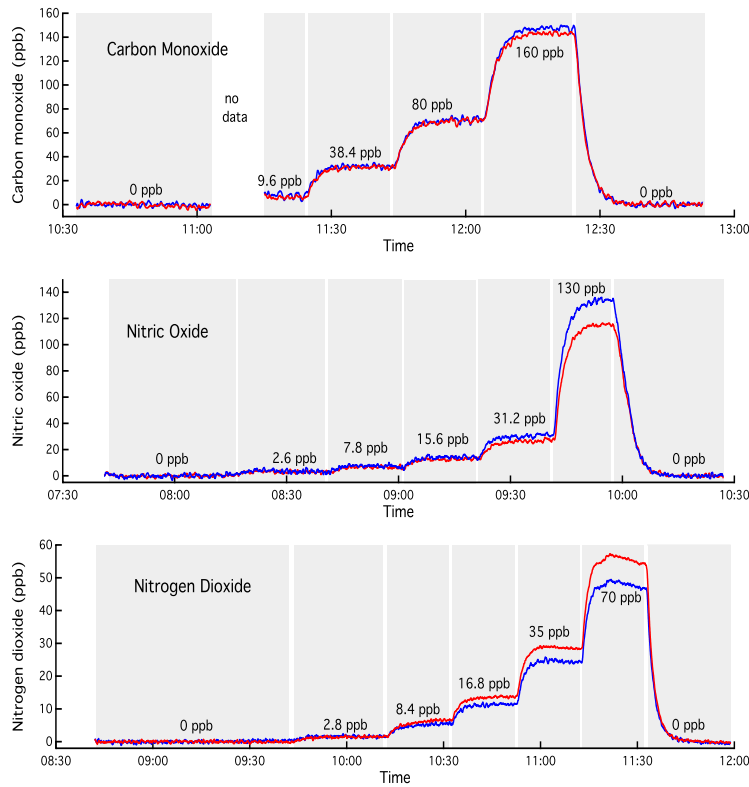 160
140
120
100
80
60
40
20
0
Carbon monoxide (ppb)
Carbon Monoxide
no
data
0 ppb
9.6 ppb
38.4 ppb
80 ppb
160 ppb
0 ppb
10:30 11:00 11:30 12:00 12:30 13:00
Time
140
120
100
80
60
40
20
0
Nitric oxide (ppb)
Nitric Oxide
0 ppb
2.6 ppb
7.8 ppb
15.6 ppb
31.2 ppb
130 ppb
0 ppb
07:30 08:00 08:30 09:00 09:30 10:00 10:30
Time
60
50
40
30
20
10
0
Nitrogen dioxide (ppb)
Nitrogen Dioxide
0 ppb
2.8 ppb
8.4 ppb
16.8 ppb
35 ppb
70 ppb
0 ppb
08:30 09:00 09:30 10:00 10:30 11:00 11:30 12:00
Time